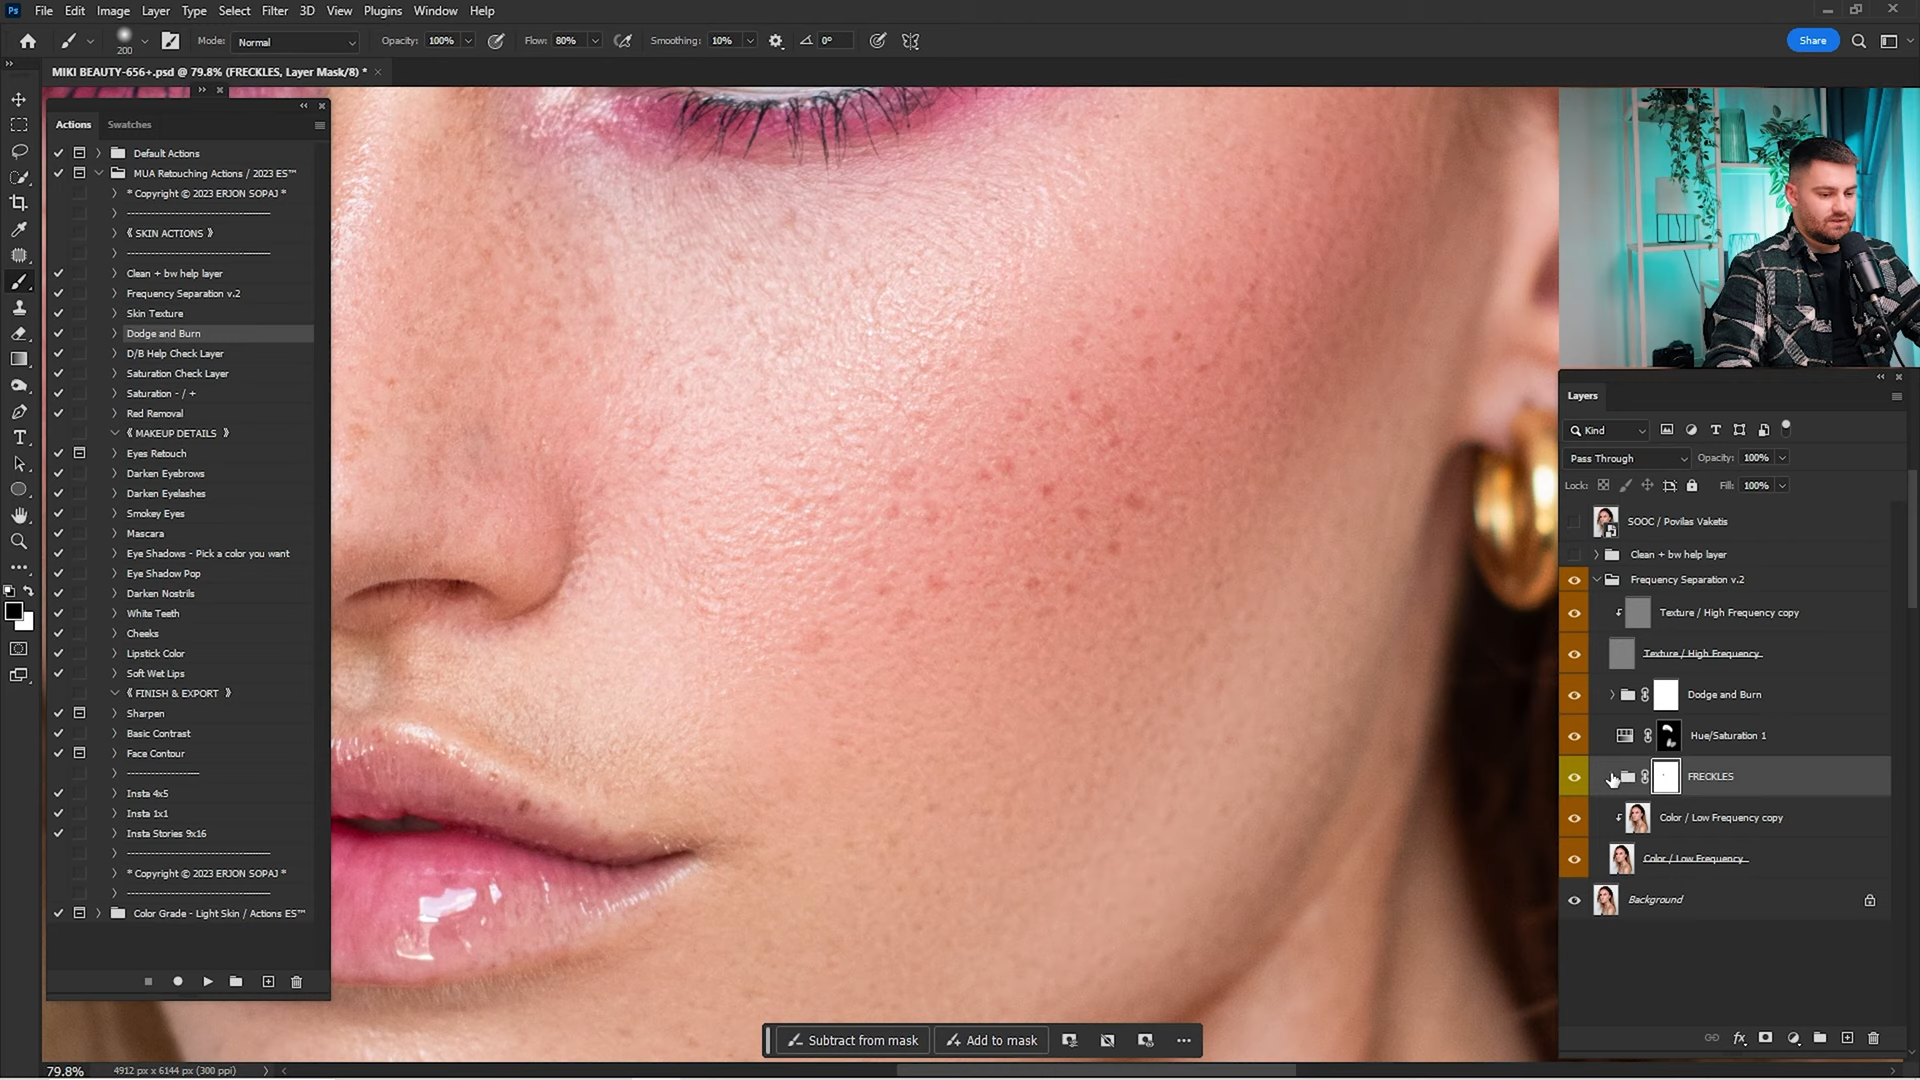 Ps File Edit Image Layer Type Select Filter 3D View Plugins Window Help
200 Mode: Normal Opacity: 100% Flow: 80% Smoothing: 10% 0° Share
MIKI BEAUTY-656+.psd @ 79.8% (FRECKLES, Layer Mask/8) *
Actions Swatches
Default Actions
MUA Retouching Actions / 2023 ES™
* Copyright © 2023 ERJON SOPAJ *
------------------------------------
《 SKIN ACTIONS 》
------------------------------------
Clean + bw help layer
Frequency Separation v.2
Skin Texture
Dodge and Burn
D/B Help Check Layer
Saturation Check Layer
Saturation - / +
Red Removal
《 MAKEUP DETAILS 》
Eyes Retouch
Darken Eyebrows
Darken Eyelashes
Smokey Eyes
Mascara
Eye Shadows - Pick a color you want
Eye Shadow Pop
Darken Nostrils
White Teeth
Cheeks
Lipstick Color
Soft Wet Lips
《 FINISH & EXPORT 》
Sharpen
Basic Contrast
Face Contour
------------------
Insta 4x5
Insta 1x1
Insta Stories 9x16
------------------------------------
* Copyright © 2023 ERJON SOPAJ *
------------------------------------
Color Grade - Light Skin / Actions ES™
Layers
Kind
Pass Through Opacity: 100%
Lock: Fill: 100%
SOOC / Povilas Vaketis
Clean + bw help layer
Frequency Separation v.2
Texture / High Frequency copy
Texture / High Frequency
Dodge and Burn
Hue/Saturation 1
FRECKLES
Color / Low Frequency copy
Color / Low Frequency
Background
Subtract from mask Add to mask
79.8% 4912 px x 6144 px (300 ppi)